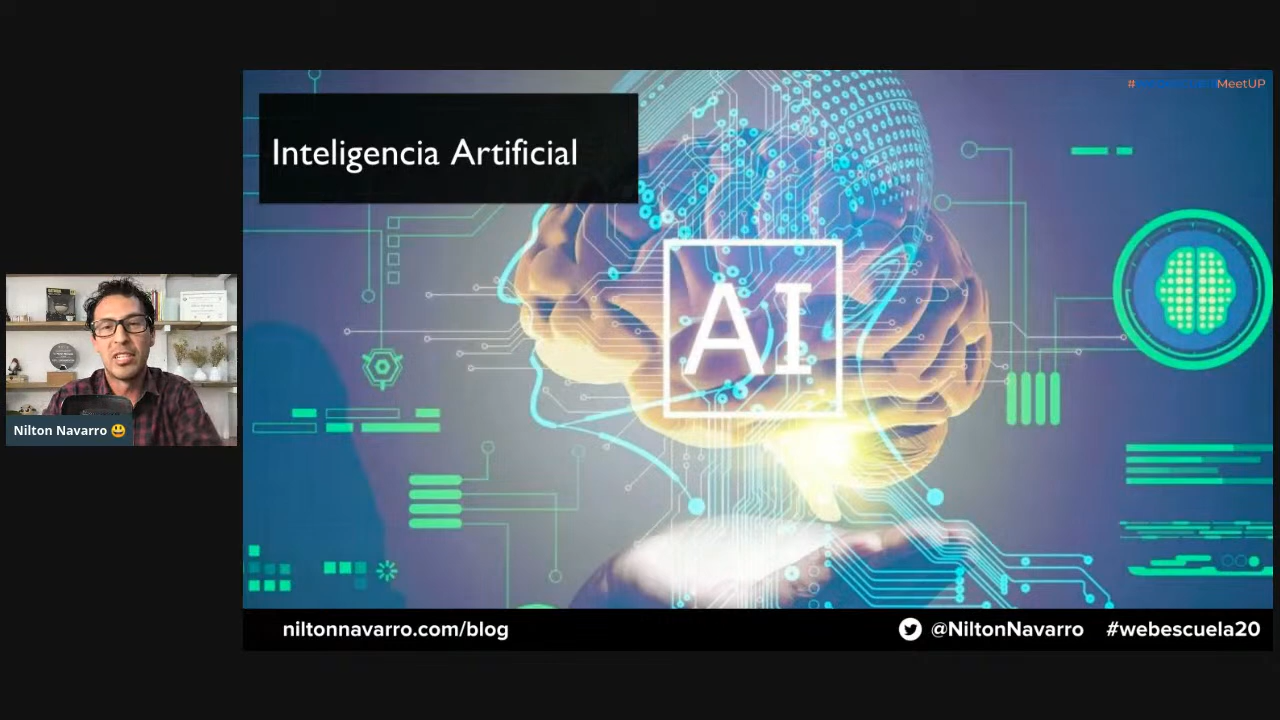 #MeetUP
Inteligencia Artificial
AI
Nilton Navarro 😃
niltonnavarro.com/blog
@NiltonNavarro #webescuela20